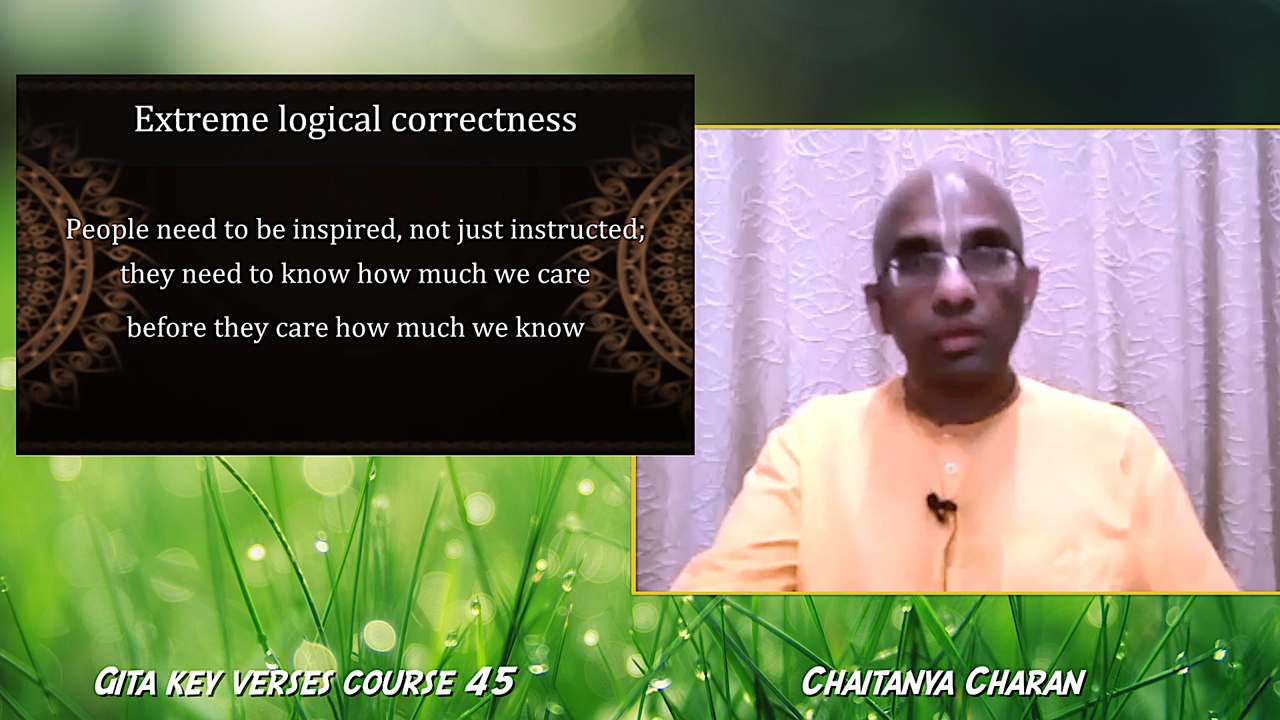 Extreme logical correctness
People need to be inspired, not just instructed;
they need to know how much we care
before they care how much we know
GITA KEY VERSES COURSE 45
CHAITANYA CHARAN